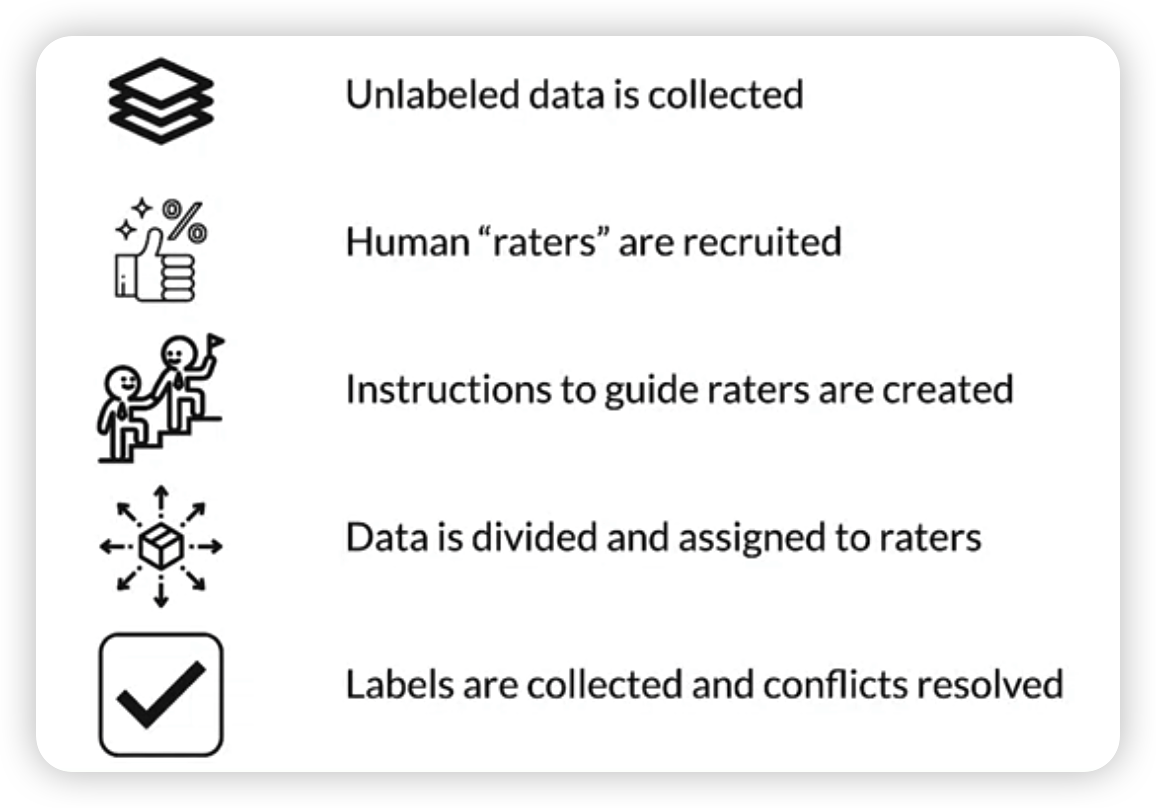 Unlabeled data is collected
Human “raters” are recruited
Instructions to guide raters are created
Data is divided and assigned to raters
Labels are collected and conflicts resolved